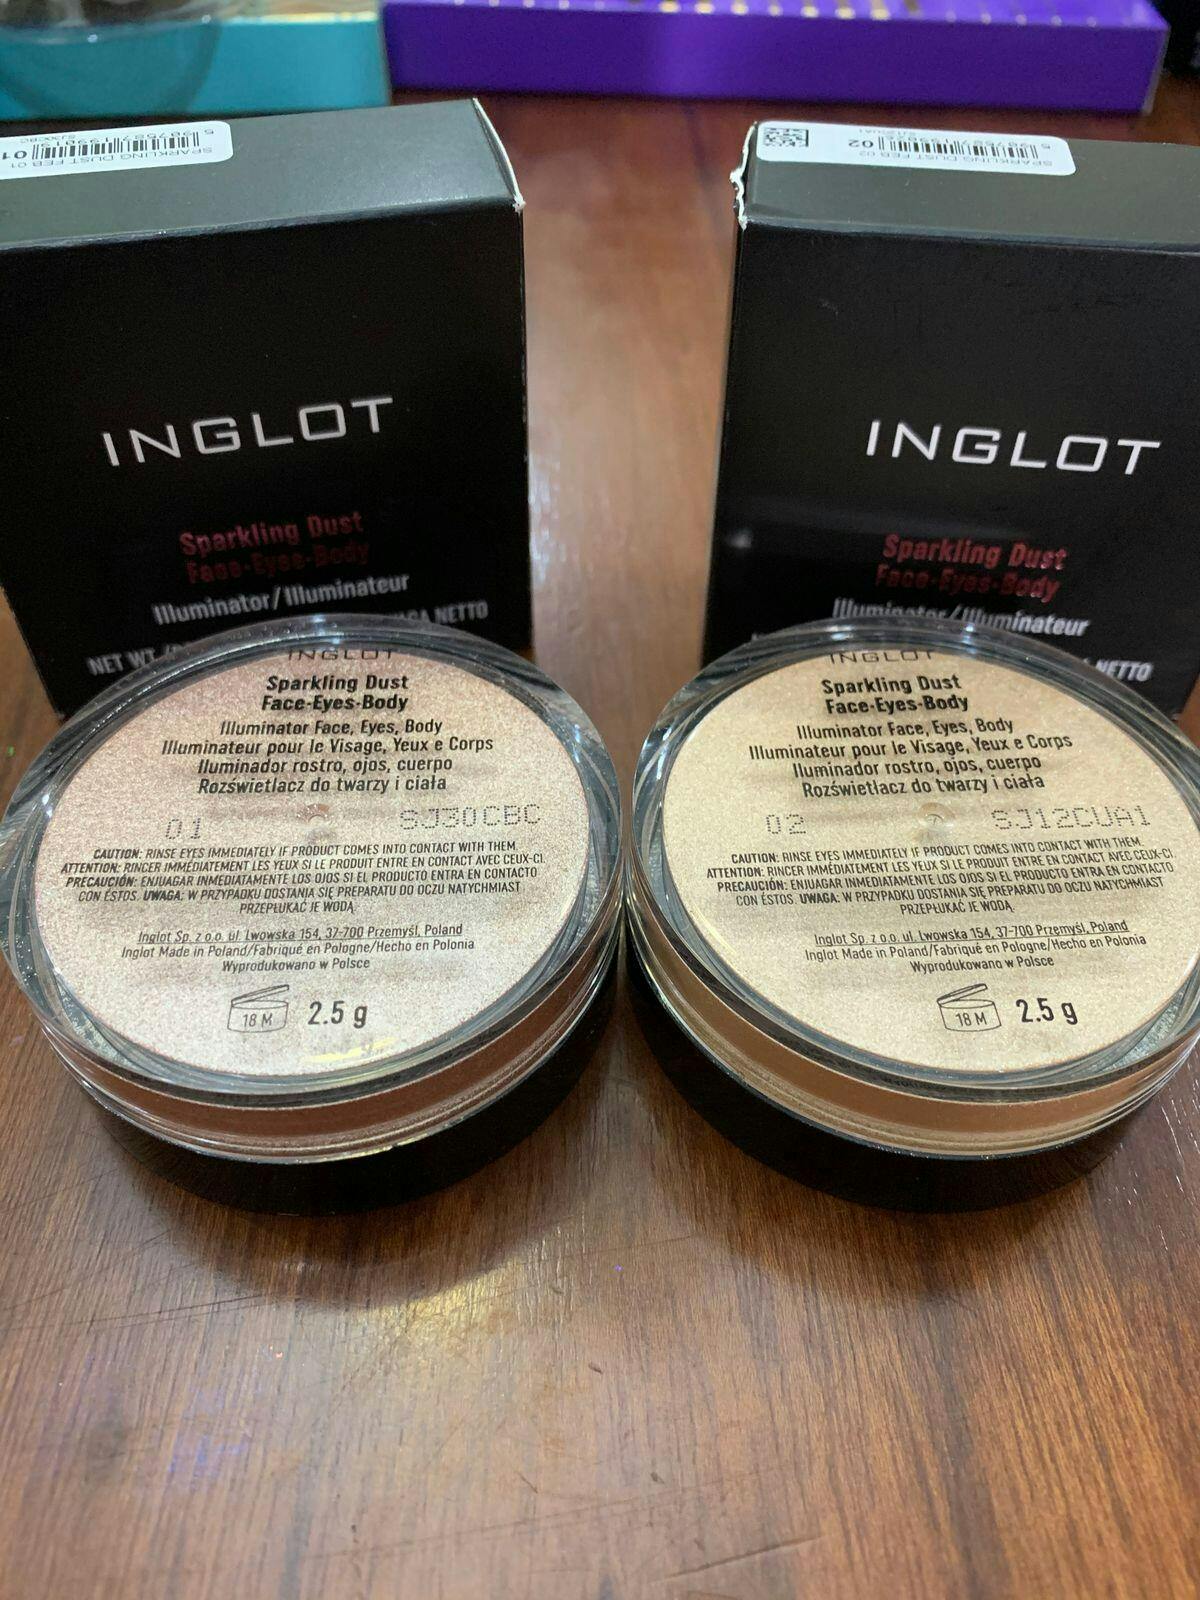 SPARKLING DUST FEB 01
01
INGLOT
Sparkling Dust
Face-Eyes-Body
Illuminator/Illuminateur
NET WT.
NETTO
SPARKLING DUST FEB 02
02
INGLOT
Sparkling Dust
Face-Eyes-Body
Illuminator/Illuminateur
NETTO
INGLOT
Sparkling Dust
Face-Eyes-Body
Illuminator Face, Eyes, Body
Illuminateur pour le Visage, Yeux e Corps
Iluminador rostro, ojos, cuerpo
Rozświetlacz do twarzy i ciała
01 SJ30CBC
CAUTION: RINSE EYES IMMEDIATELY IF PRODUCT COMES INTO CONTACT WITH THEM.
ATTENTION: RINCER IMMÉDIATEMENT LES YEUX SI LE PRODUIT ENTRE EN CONTACT AVEC CEUX-CI.
PRECAUCIÓN: ENJUAGAR INMEDIATAMENTE LOS OJOS SI EL PRODUCTO ENTRA EN CONTACTO
CON ÉSTOS. UWAGA: W PRZYPADKU DOSTANIA SIĘ PREPARATU DO OCZU NATYCHMIAST
PRZEPŁUKAĆ JE WODĄ.
Inglot Sp. z o.o. ul. Lwowska 154, 37-700 Przemyśl, Poland
Inglot Made in Poland/Fabriqué en Pologne/Hecho en Polonia
Wyprodukowano w Polsce
18 M 2.5 g
INGLOT
Sparkling Dust
Face-Eyes-Body
Illuminator Face, Eyes, Body
Illuminateur pour le Visage, Yeux e Corps
Iluminador rostro, ojos, cuerpo
Rozświetlacz do twarzy i ciała
02 SJ12CUA1
CAUTION: RINSE EYES IMMEDIATELY IF PRODUCT COMES INTO CONTACT WITH THEM.
ATTENTION: RINCER IMMÉDIATEMENT LES YEUX SI LE PRODUIT ENTRE EN CONTACT AVEC CEUX-CI.
PRECAUCIÓN: ENJUAGAR INMEDIATAMENTE LOS OJOS SI EL PRODUCTO ENTRA EN CONTACTO
CON ÉSTOS. UWAGA: W PRZYPADKU DOSTANIA SIĘ PREPARATU DO OCZU NATYCHMIAST
PRZEPŁUKAĆ JE WODĄ.
Inglot Sp. z o.o. ul. Lwowska 154, 37-700 Przemyśl, Poland
Inglot Made in Poland/Fabriqué en Pologne/Hecho en Polonia
Wyprodukowano w Polsce
18 M 2.5 g